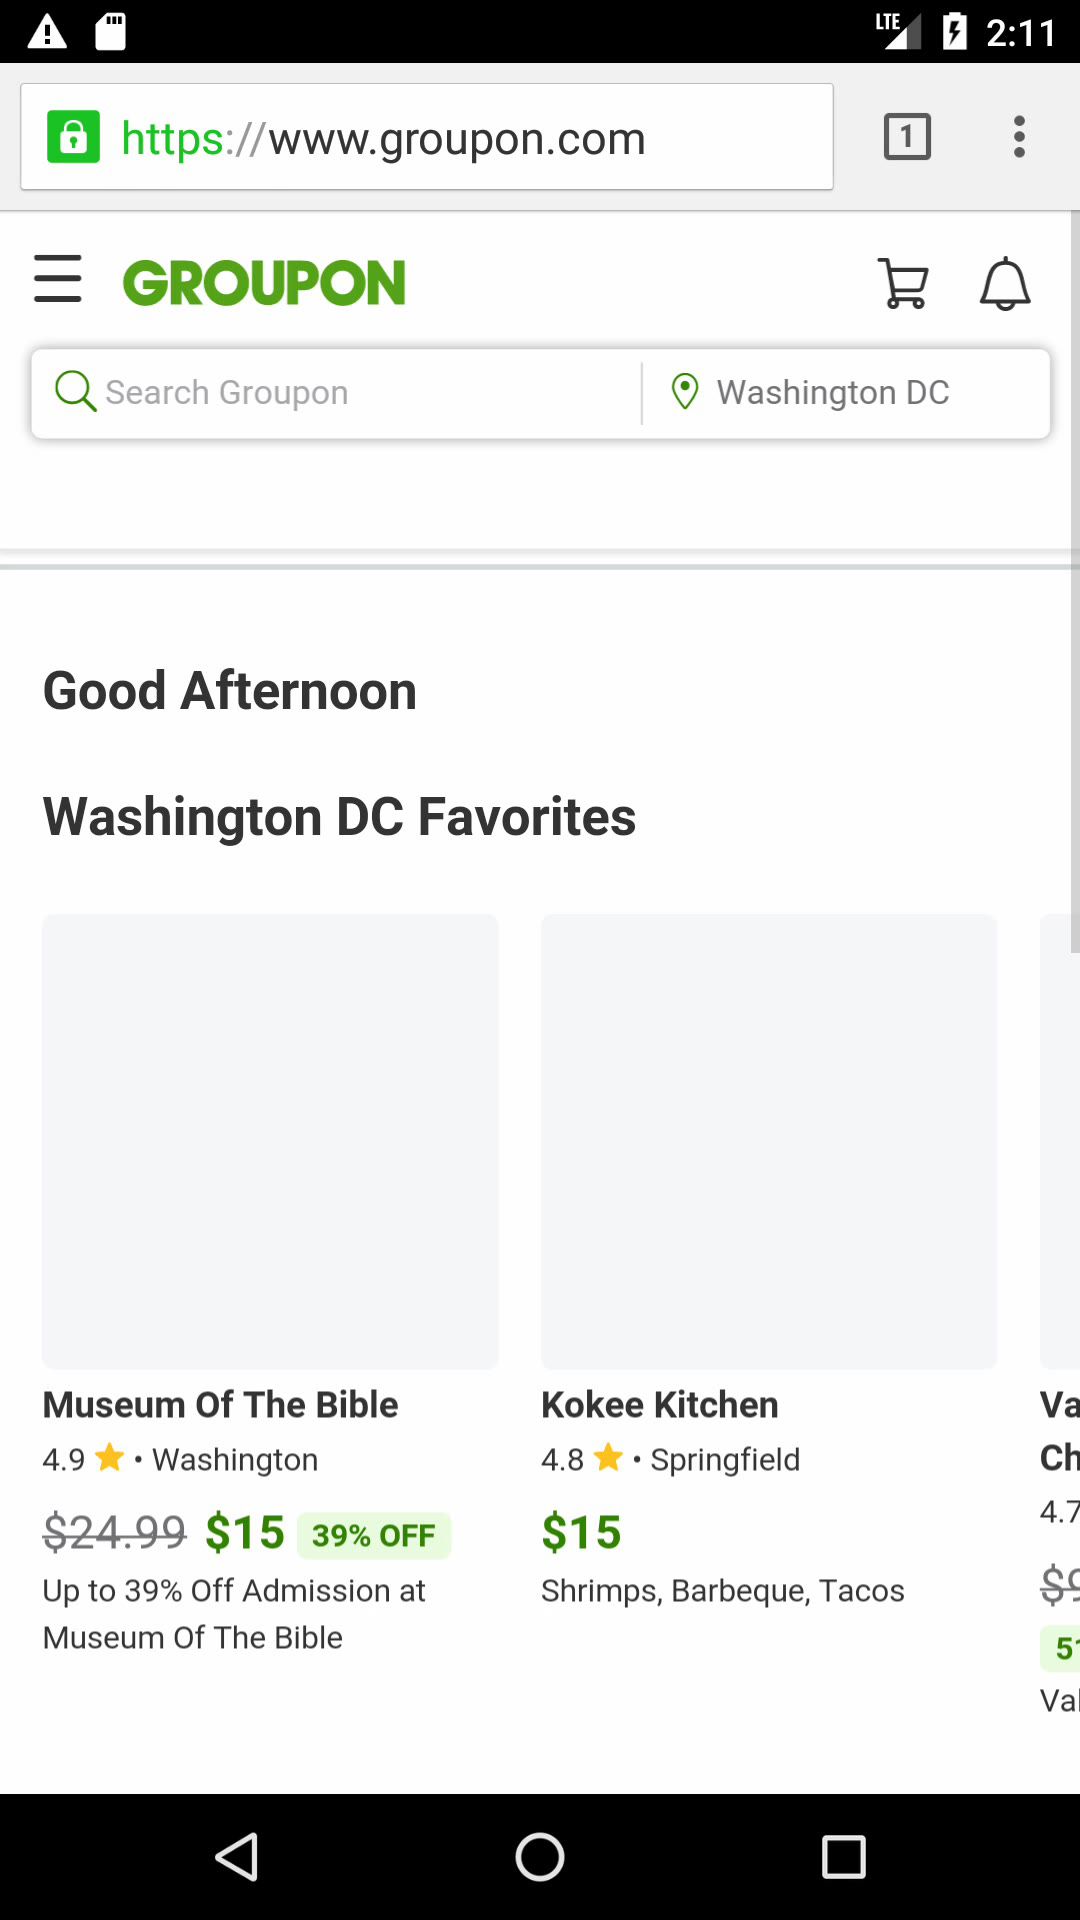 LTE 2:11
https://www.groupon.com 1
GROUPON
Search Groupon Washington DC
Good Afternoon
Washington DC Favorites
Museum Of The Bible
4.9 • Washington
$24.99 $15 39% OFF
Up to 39% Off Admission at
Museum Of The Bible
Kokee Kitchen
4.8 • Springfield
$15
Shrimps, Barbeque, Tacos
Va
Ch
4.7
$9
51
Val